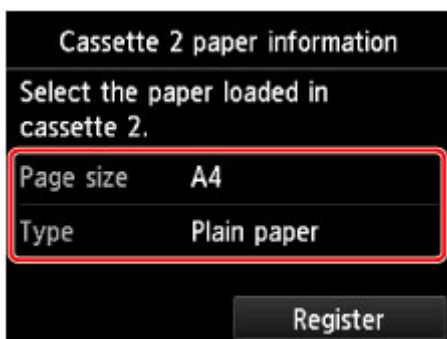 Cassette 2 paper information
Select the paper loaded in
cassette 2.
Page size A4
Type Plain paper
Register